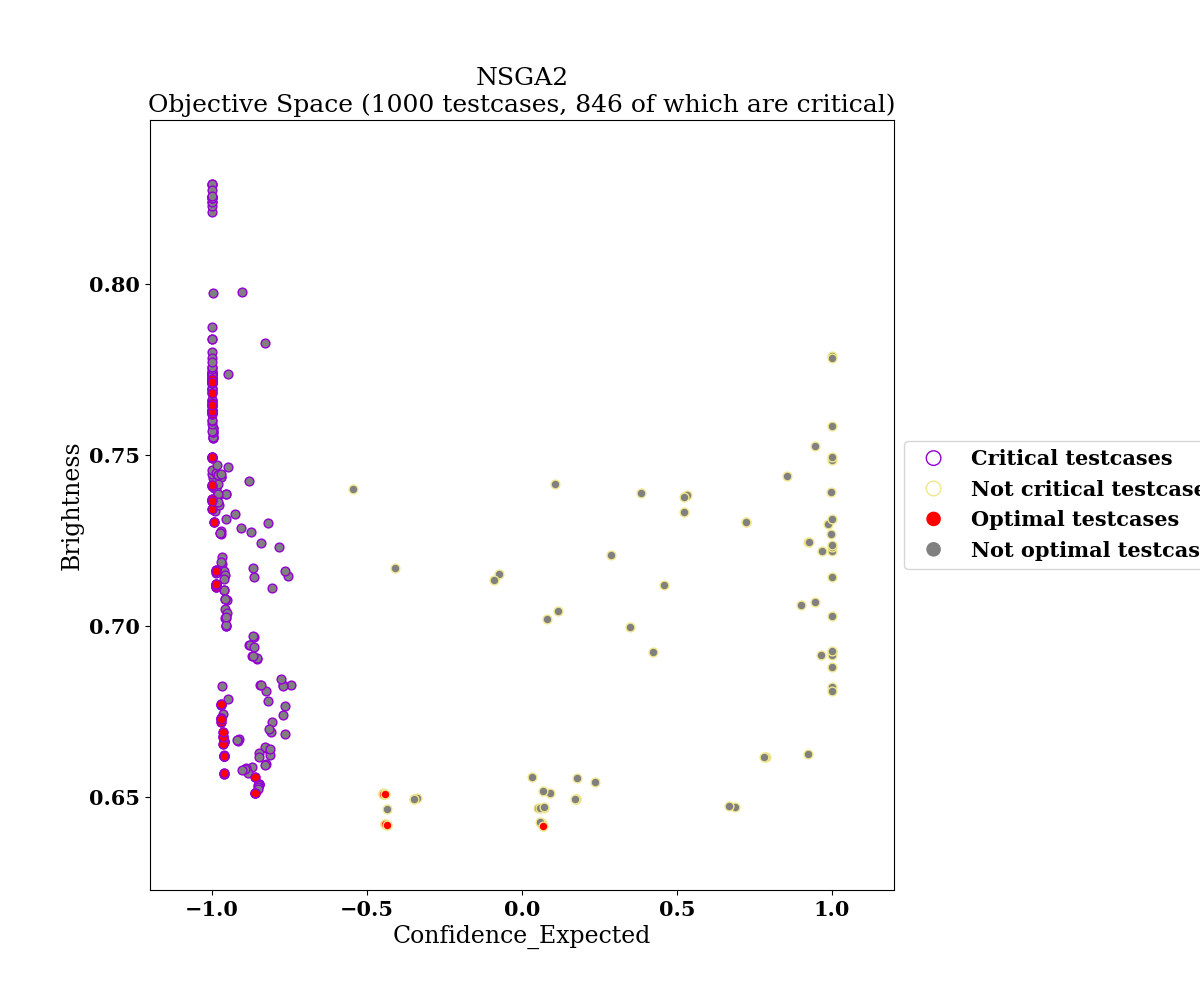 NSGA2
Objective Space (1000 testcases, 846 of which are critical)
0.80
0.75
0.70
0.65
Brightness
−1.0
−0.5
0.0
0.5
1.0
Confidence_Expected
Critical testcases
Not critical testcase
Optimal testcases
Not optimal testcas